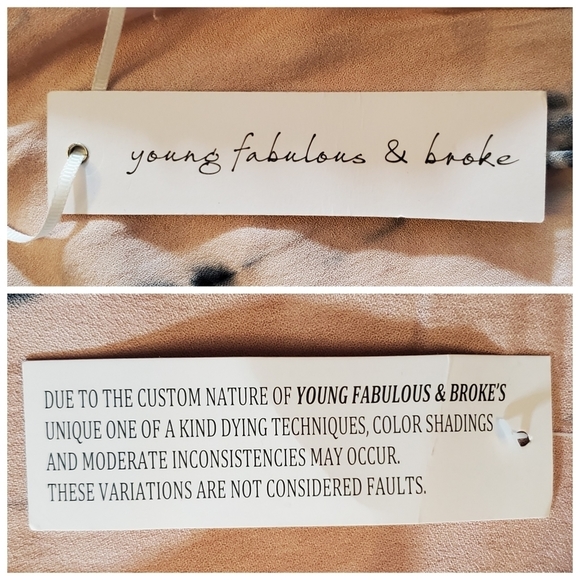 young fabulous & broke
DUE TO THE CUSTOM NATURE OF YOUNG FABULOUS & BROKE'S
UNIQUE ONE OF A KIND DYING TECHNIQUES, COLOR SHADINGS
AND MODERATE INCONSISTENCIES MAY OCCUR.
THESE VARIATIONS ARE NOT CONSIDERED FAULTS.